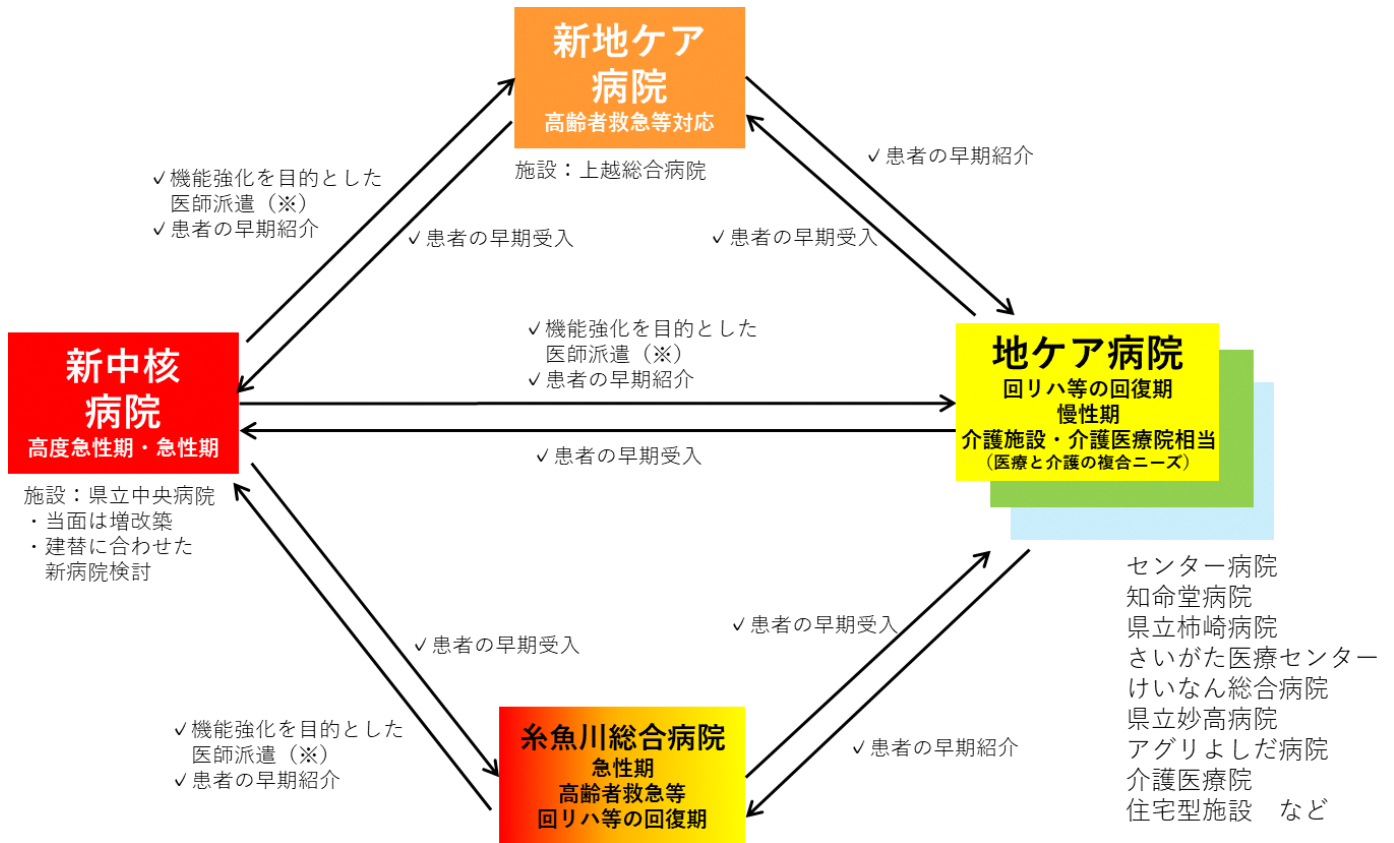 新地ケア
病院
高齢者救急等対応
施設：上越総合病院
✓機能強化を目的とした
医師派遣（※）
✓患者の早期紹介
✓患者の早期受入
✓患者の早期紹介
✓患者の早期受入
新中核
病院
高度急性期・急性期
施設：県立中央病院
・当面は増改築
・建替に合わせた
新病院検討
✓機能強化を目的とした
医師派遣（※）
✓患者の早期紹介
✓患者の早期受入
地ケア病院
回リハ等の回復期
慢性期
介護施設・介護医療院相当
（医療と介護の複合ニーズ）
センター病院
知命堂病院
県立柿崎病院
さいがた医療センター
けいなん総合病院
県立妙高病院
アグリよしだ病院
介護医療院
住宅型施設　など
✓患者の早期受入
✓機能強化を目的とした
医師派遣（※）
✓患者の早期紹介
✓患者の早期受入
✓患者の早期紹介
糸魚川総合病院
急性期
高齢者救急等
回リハ等の回復期